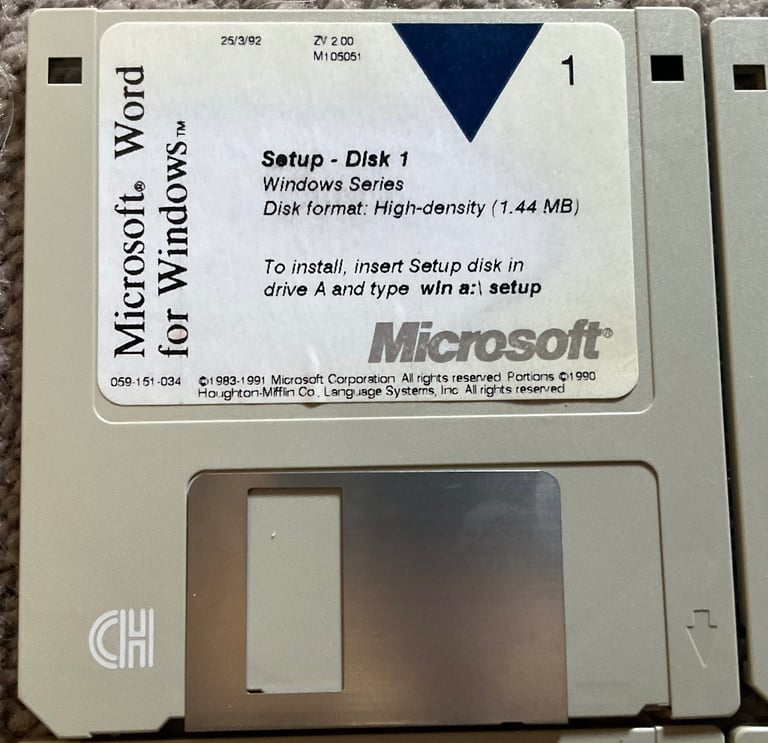 25/3/92 ZV 2.00
M105051
1
Microsoft® Word
for Windows™
Setup - Disk 1
Windows Series
Disk format: High-density (1.44 MB)
To install, insert Setup disk in
drive A and type win a:\ setup
Microsoft®
059-151-034 ©1983-1991 Microsoft Corporation All rights reserved Portions ©1990
Houghton-Mifflin Co., Language Systems, Inc All rights reserved
CH